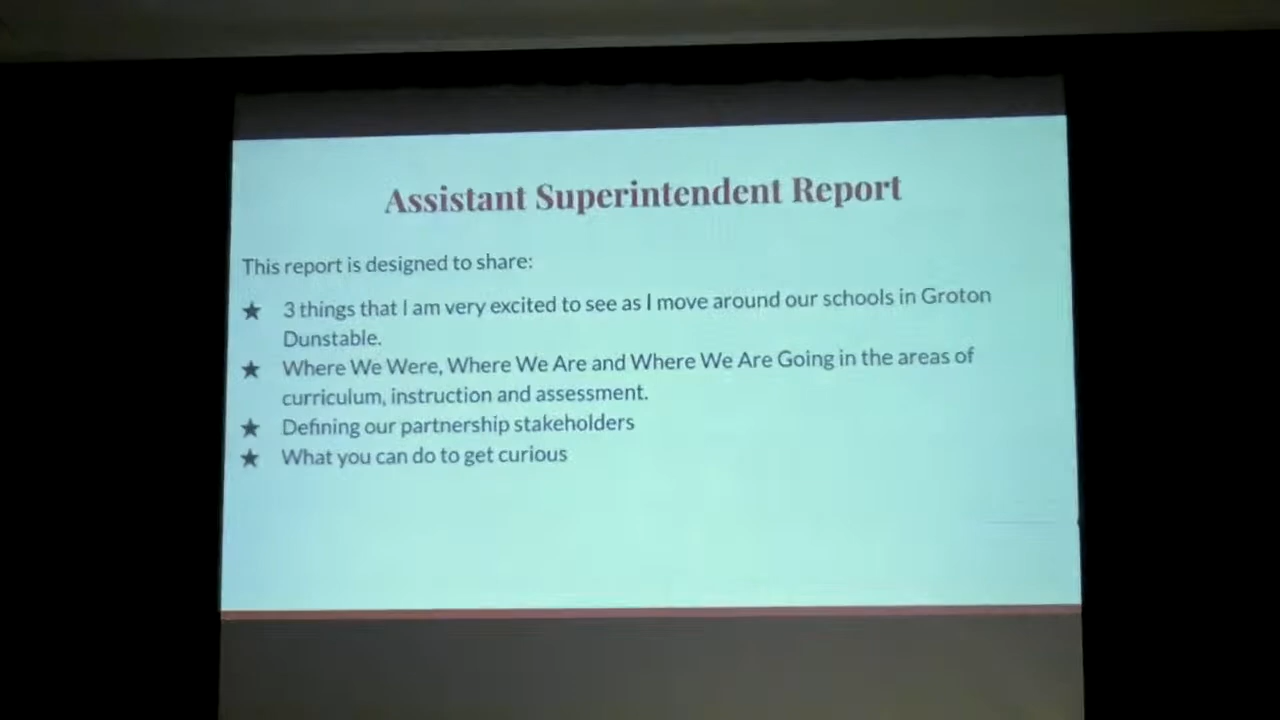 Assistant Superintendent Report
This report is designed to share:
★ 3 things that I am very excited to see as I move around our schools in Groton
Dunstable.
★ Where We Were, Where We Are and Where We Are Going in the areas of
curriculum, instruction and assessment.
★ Defining our partnership stakeholders
★ What you can do to get curious